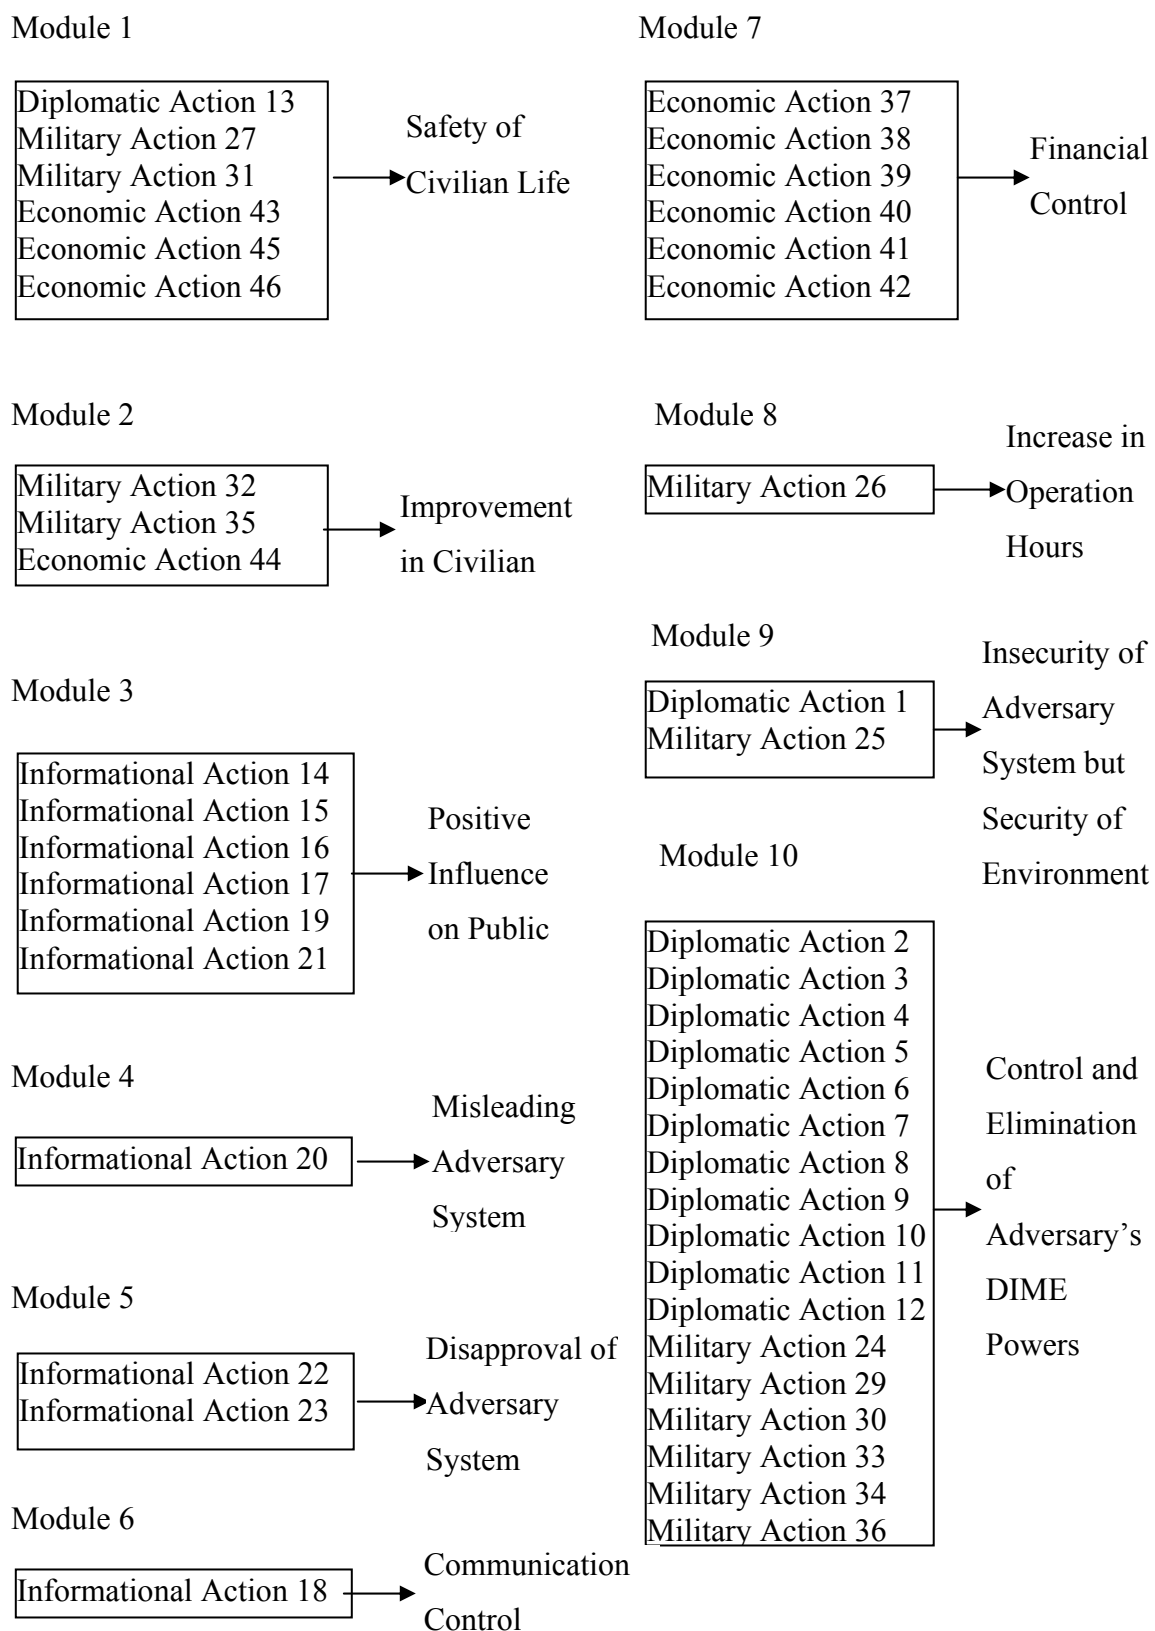 Module 1
Diplomatic Action 13
Military Action 27
Military Action 31
Economic Action 43
Economic Action 45
Economic Action 46
Safety of
Civilian Life
Module 2
Military Action 32
Military Action 35
Economic Action 44
Improvement
in Civilian
Module 3
Informational Action 14
Informational Action 15
Informational Action 16
Informational Action 17
Informational Action 19
Informational Action 21
Positive
Influence
on Public
Module 4
Informational Action 20
Misleading
Adversary
System
Module 5
Informational Action 22
Informational Action 23
Disapproval of
Adversary
System
Module 6
Informational Action 18
Communication
Control
Module 7
Economic Action 37
Economic Action 38
Economic Action 39
Economic Action 40
Economic Action 41
Economic Action 42
Financial
Control
Module 8
Military Action 26
Increase in
Operation
Hours
Module 9
Diplomatic Action 1
Military Action 25
Insecurity of
Adversary
System but
Security of
Environment
Module 10
Diplomatic Action 2
Diplomatic Action 3
Diplomatic Action 4
Diplomatic Action 5
Diplomatic Action 6
Diplomatic Action 7
Diplomatic Action 8
Diplomatic Action 9
Diplomatic Action 10
Diplomatic Action 11
Diplomatic Action 12
Military Action 24
Military Action 29
Military Action 30
Military Action 33
Military Action 34
Military Action 36
Control and
Elimination
of
Adversary’s
DIME
Powers